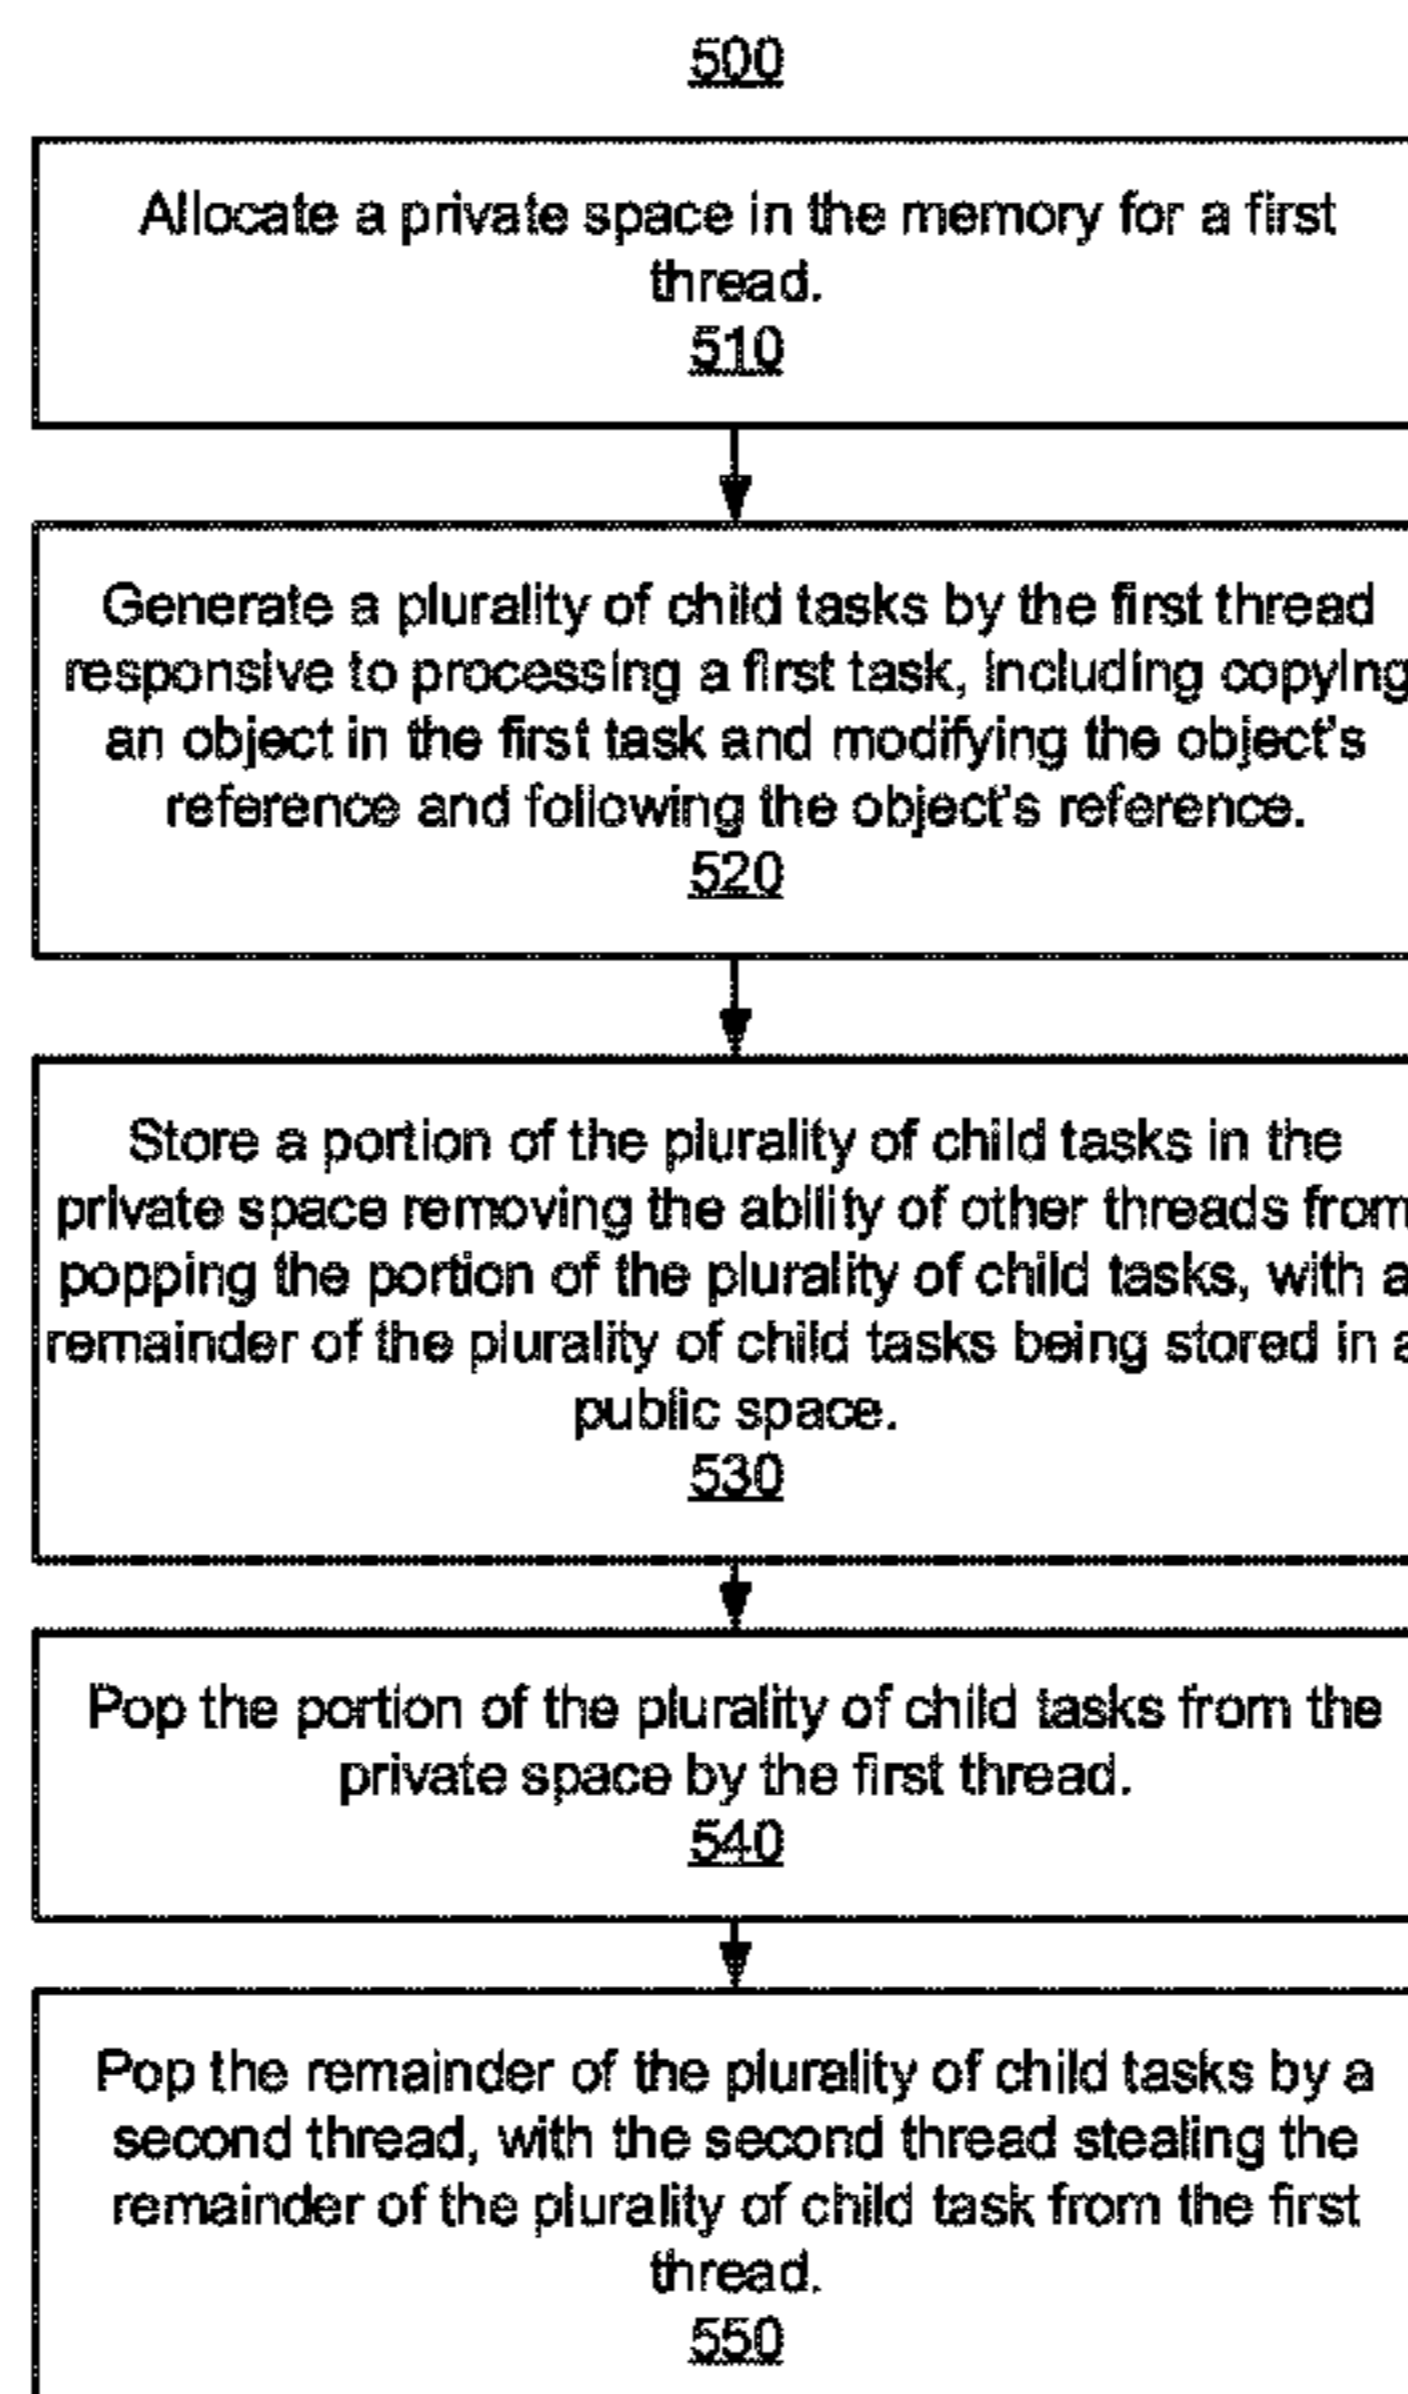 500
Allocate a private space in the memory for a first
thread.
510
Generate a plurality of child tasks by the first thread
responsive to processing a first task, including copying
an object in the first task and modifying the object's
reference and following the object's reference.
520
Store a portion of the plurality of child tasks in the
private space removing the ability of other threads from
popping the portion of the plurality of child tasks, with a
remainder of the plurality of child tasks being stored in a
public space.
530
Pop the portion of the plurality of child tasks from the
private space by the first thread.
540
Pop the remainder of the plurality of child tasks by a
second thread, with the second thread stealing the
remainder of the plurality of child task from the first
thread.
550